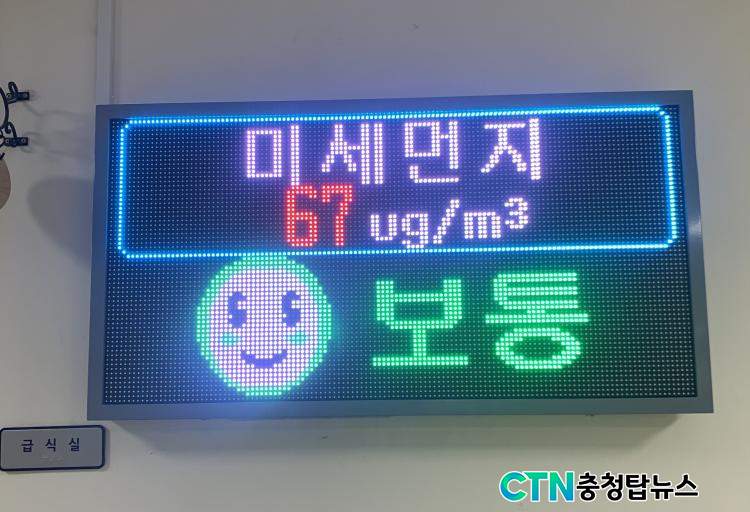 미세먼지
67 ug/m³
보통
급식실
CTN충청탑뉴스